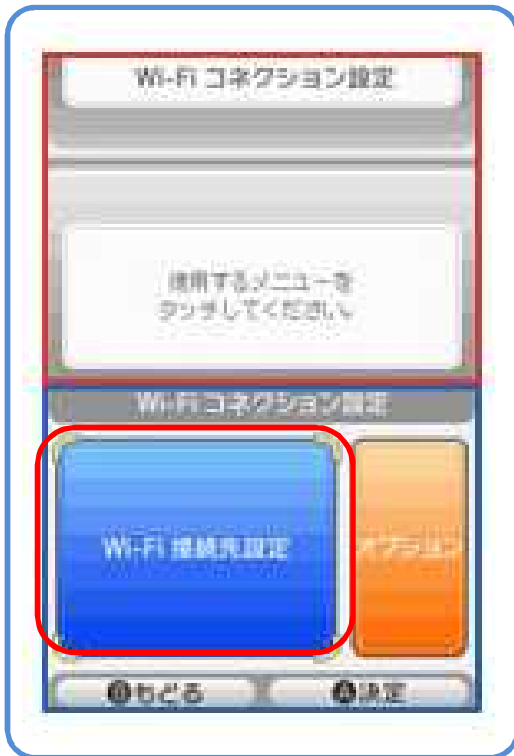 Wi-Fi コネクション設定
使用するメニューを
タッチしてください。
Wi-Fi コネクション設定
Wi-Fi 接続先設定
オプション
Ⓑもどる
Ⓐ決定